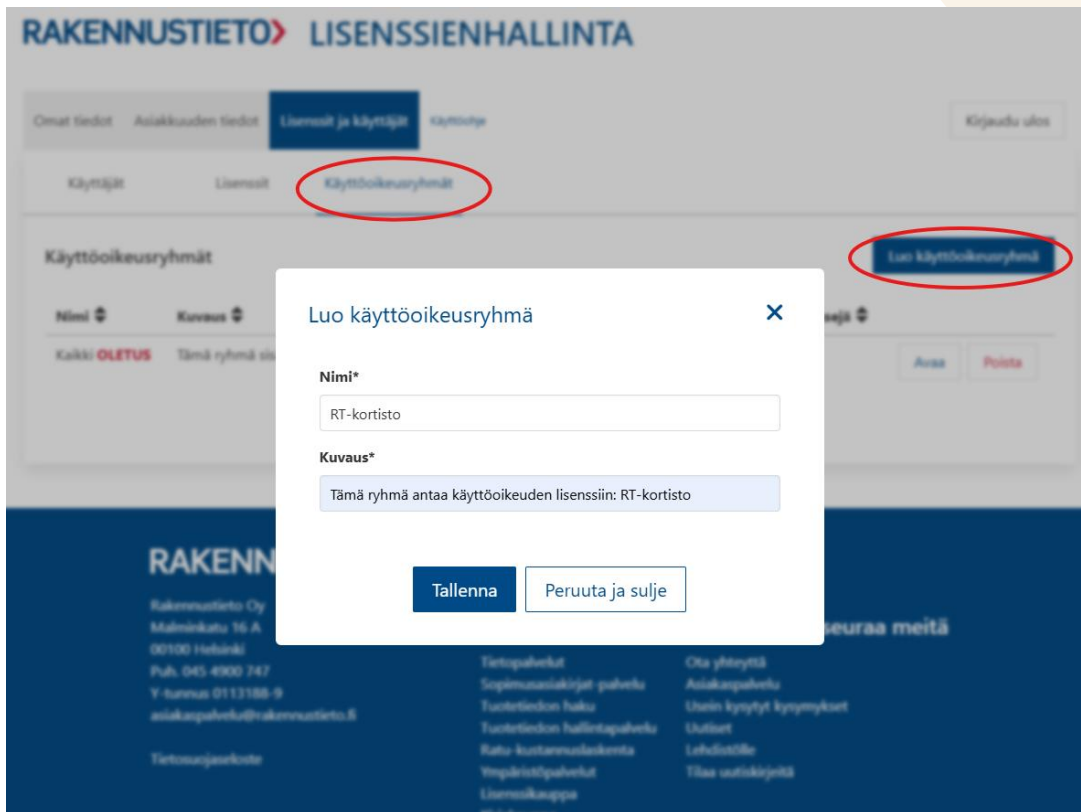 RAKENNUSTIETO LISENSSIENHALLINTA
Omat tiedot Asiakkuuden tiedot Lisenssit ja käyttäjät Käyttöohje Kirjaudu ulos
Käyttäjät Lisenssit Käyttöoikeusryhmät
Käyttöoikeusryhmät Luo käyttöoikeusryhmä
Nimi Kuvaus
Kaikki OLETUS Tämä ryhmä Avaa Poista
Luo käyttöoikeusryhmä
Nimi*
RT-kortisto
Kuvaus*
Tämä ryhmä antaa käyttöoikeuden lisenssiin: RT-kortisto
Tallenna Peruuta ja sulje
RAKENN
seuraa meitä
Rakennustieto Oy
Malminkatu 16 A
00100 Helsinki
Puh. 045 4900 747
Y-tunnus 0113188-9
asiakaspalvelu@rakennustieto.fi
Tietosuojaseloste
Tietopalvelut
Sopimusasiakirjat-palvelu
Tuotetiedon haku
Tuotetiedon hallintapalvelu
Ratu-kustannuslaskenta
Ympäristöpalvelut
Lisenssikauppa
Ota yhteyttä
Asiakaspalvelu
Usein kysytyt kysymykset
Uutiset
Lehdistölle
Tilaa uutiskirjeitä